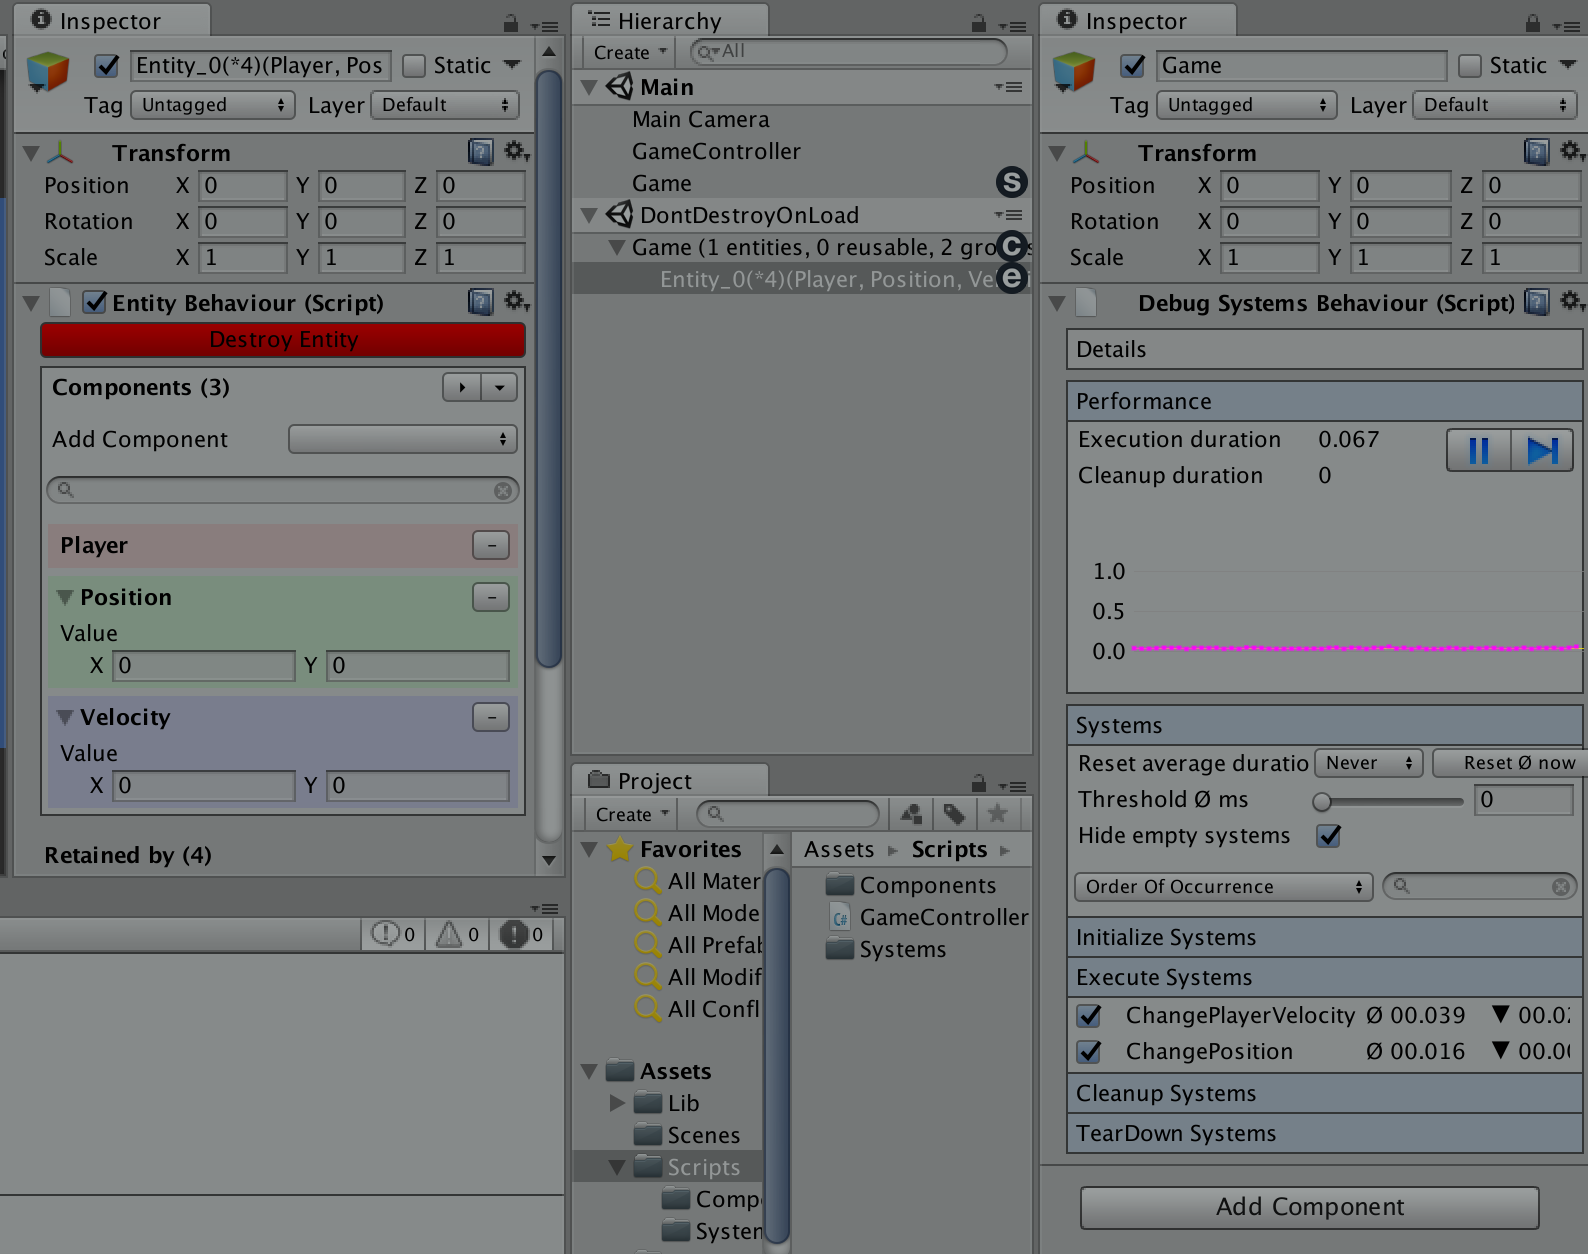 Inspector
Entity_0(*4)(Player, Pos
Static
Tag Untagged Layer Default
Transform
Position X 0 Y 0 Z 0
Rotation X 0 Y 0 Z 0
Scale X 1 Y 1 Z 1
Entity Behaviour (Script)
Destroy Entity
Components (3)
Add Component
Player -
Position -
Value
X 0 Y 0
Velocity -
Value
X 0 Y 0
Retained by (4)
0 0 0
Hierarchy
Create All
Main
Main Camera
GameController
Game S
DontDestroyOnLoad
Game (1 entities, 0 reusable, 2 gro C s
Entity_0(*4)(Player, Position, Ve e
Project
Create
Favorites
All Mater
All Mode
All Prefab
All Modif
All Confl
Assets
Lib
Scenes
Scripts
Comp
System
Assets Scripts
Components
C# GameController
Systems
Inspector
Game
Static
Tag Untagged Layer Default
Transform
Position X 0 Y 0 Z 0
Rotation X 0 Y 0 Z 0
Scale X 1 Y 1 Z 1
Debug Systems Behaviour (Script)
Details
Performance
Execution duration 0.067
Cleanup duration 0
1.0
0.5
0.0
Systems
Reset average duratio Never Reset Ø now
Threshold Ø ms 0
Hide empty systems
Order Of Occurrence
Initialize Systems
Execute Systems
ChangePlayerVelocity Ø 00.039 ▼ 00.0
ChangePosition Ø 00.016 ▼ 00.0
Cleanup Systems
TearDown Systems
Add Component